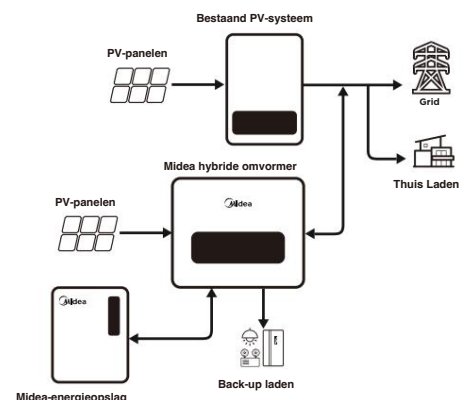 Bestaand PV-systeem
PV-panelen
Grid
Midea hybride omvormer
Thuis Laden
Midea
PV-panelen
Midea
Back-up laden
Midea-energieopslag